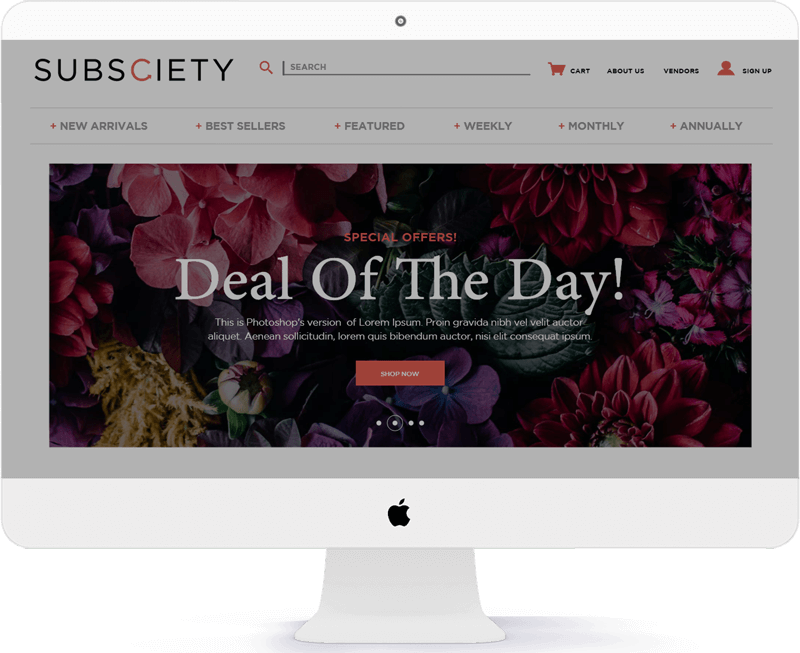 SUBSCIETY
SEARCH
CART
ABOUT US
VENDORS
SIGN UP
+ NEW ARRIVALS
+ BEST SELLERS
+ FEATURED
+ WEEKLY
+ MONTHLY
+ ANNUALLY
SPECIAL OFFERS!
Deal Of The Day!
This is Photoshop's version of Lorem Ipsum. Proin gravida nibh vel velit auctor
aliquet. Aenean sollicitudin, lorem quis bibendum auctor, nisi elit consequat ipsum.
SHOP NOW